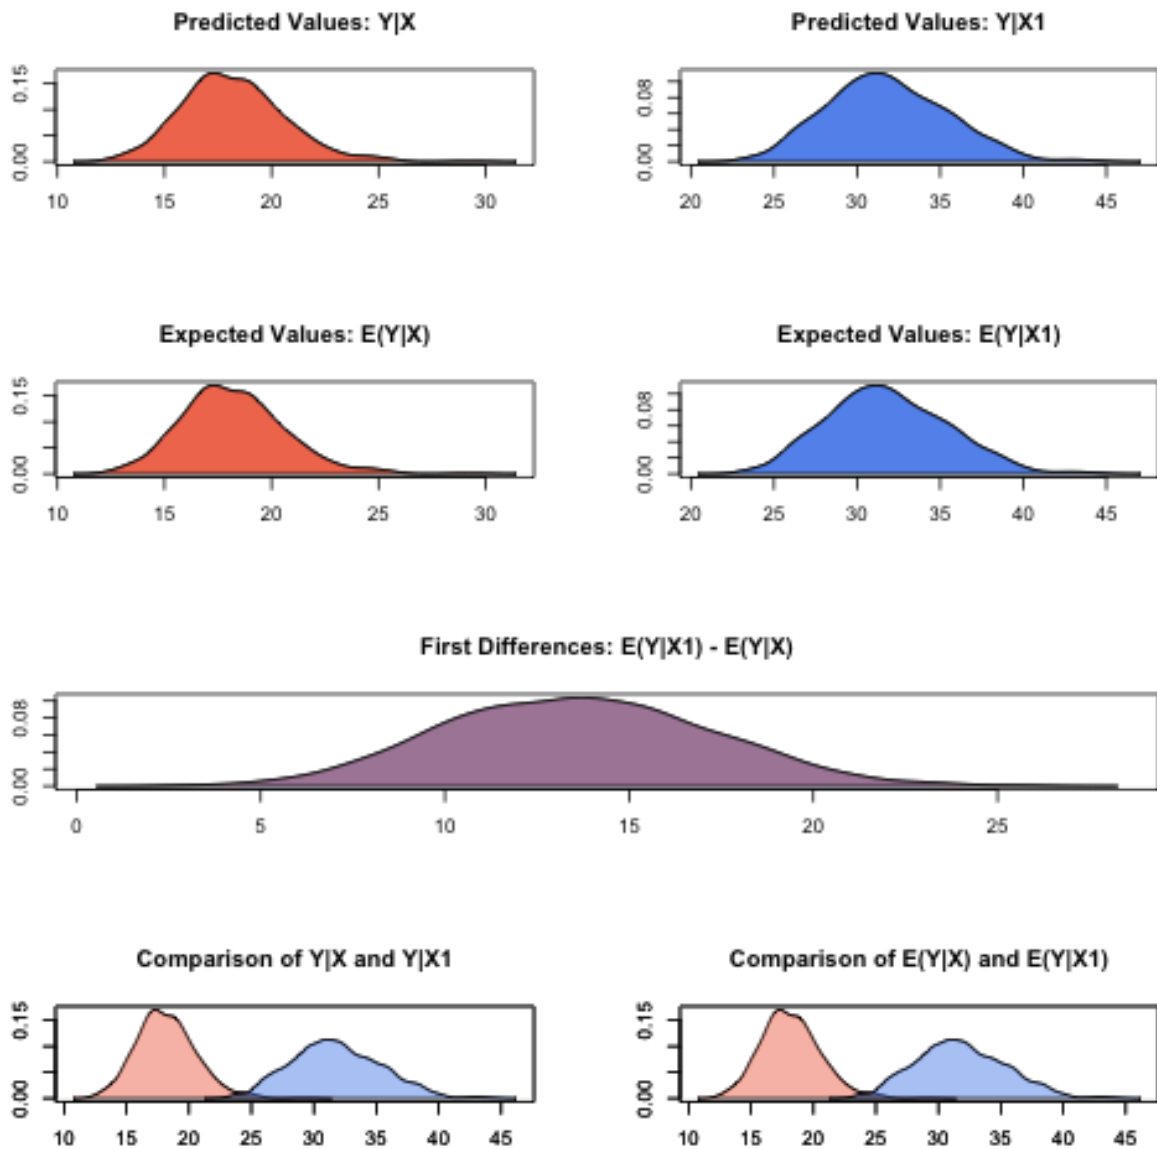 Predicted Values: Y|X
0.15
0.00
10 15 20 25 30
Predicted Values: Y|X1
0.08
0.00
20 25 30 35 40 45
Expected Values: E(Y|X)
0.15
0.00
10 15 20 25 30
Expected Values: E(Y|X1)
0.08
0.00
20 25 30 35 40 45
First Differences: E(Y|X1) - E(Y|X)
0.08
0.00
0 5 10 15 20 25
Comparison of Y|X and Y|X1
0.15
0.00
10 15 20 25 30 35 40 45
Comparison of E(Y|X) and E(Y|X1)
0.15
0.00
10 15 20 25 30 35 40 45